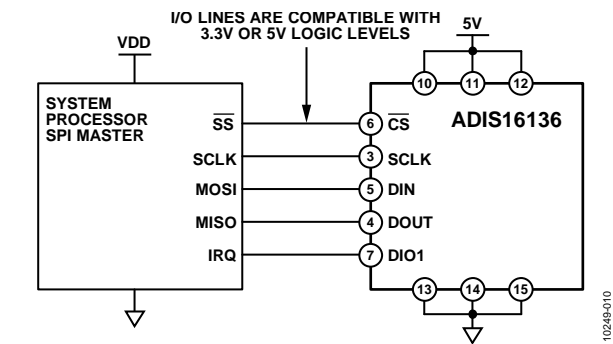 I/O LINES ARE COMPATIBLE WITH
3.3V OR 5V LOGIC LEVELS
VDD
5V
10 11 12
SYSTEM
PROCESSOR
SPI MASTER
ADIS16136
SS 6 CS
SCLK 3 SCLK
MOSI 5 DIN
MISO 4 DOUT
IRQ 7 DIO1
13 14 15
10249-010